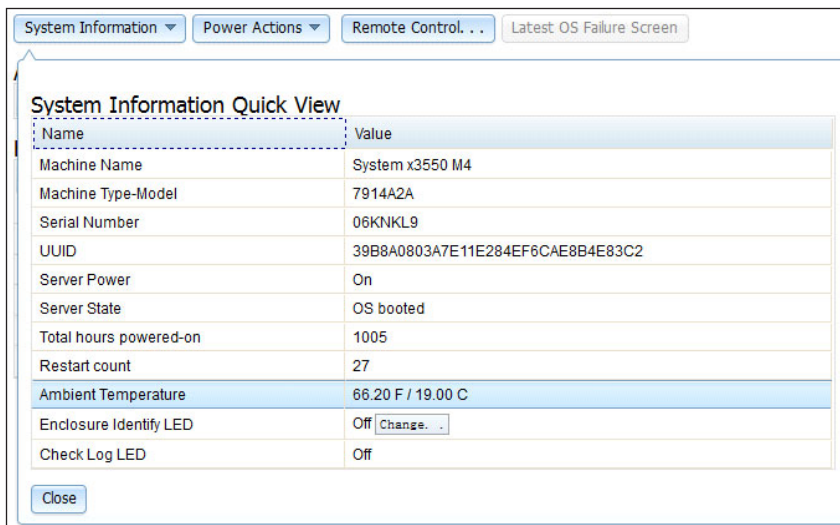 System Information Power Actions Remote Control. . . Latest OS Failure Screen
System Information Quick View
Name Value
Machine Name System x3550 M4
Machine Type-Model 7914A2A
Serial Number 06KNKL9
UUID 39B8A0803A7E11E284EF6CAE8B4E83C2
Server Power On
Server State OS booted
Total hours powered-on 1005
Restart count 27
Ambient Temperature 66.20 F / 19.00 C
Enclosure Identify LED Off Change. .
Check Log LED Off
Close